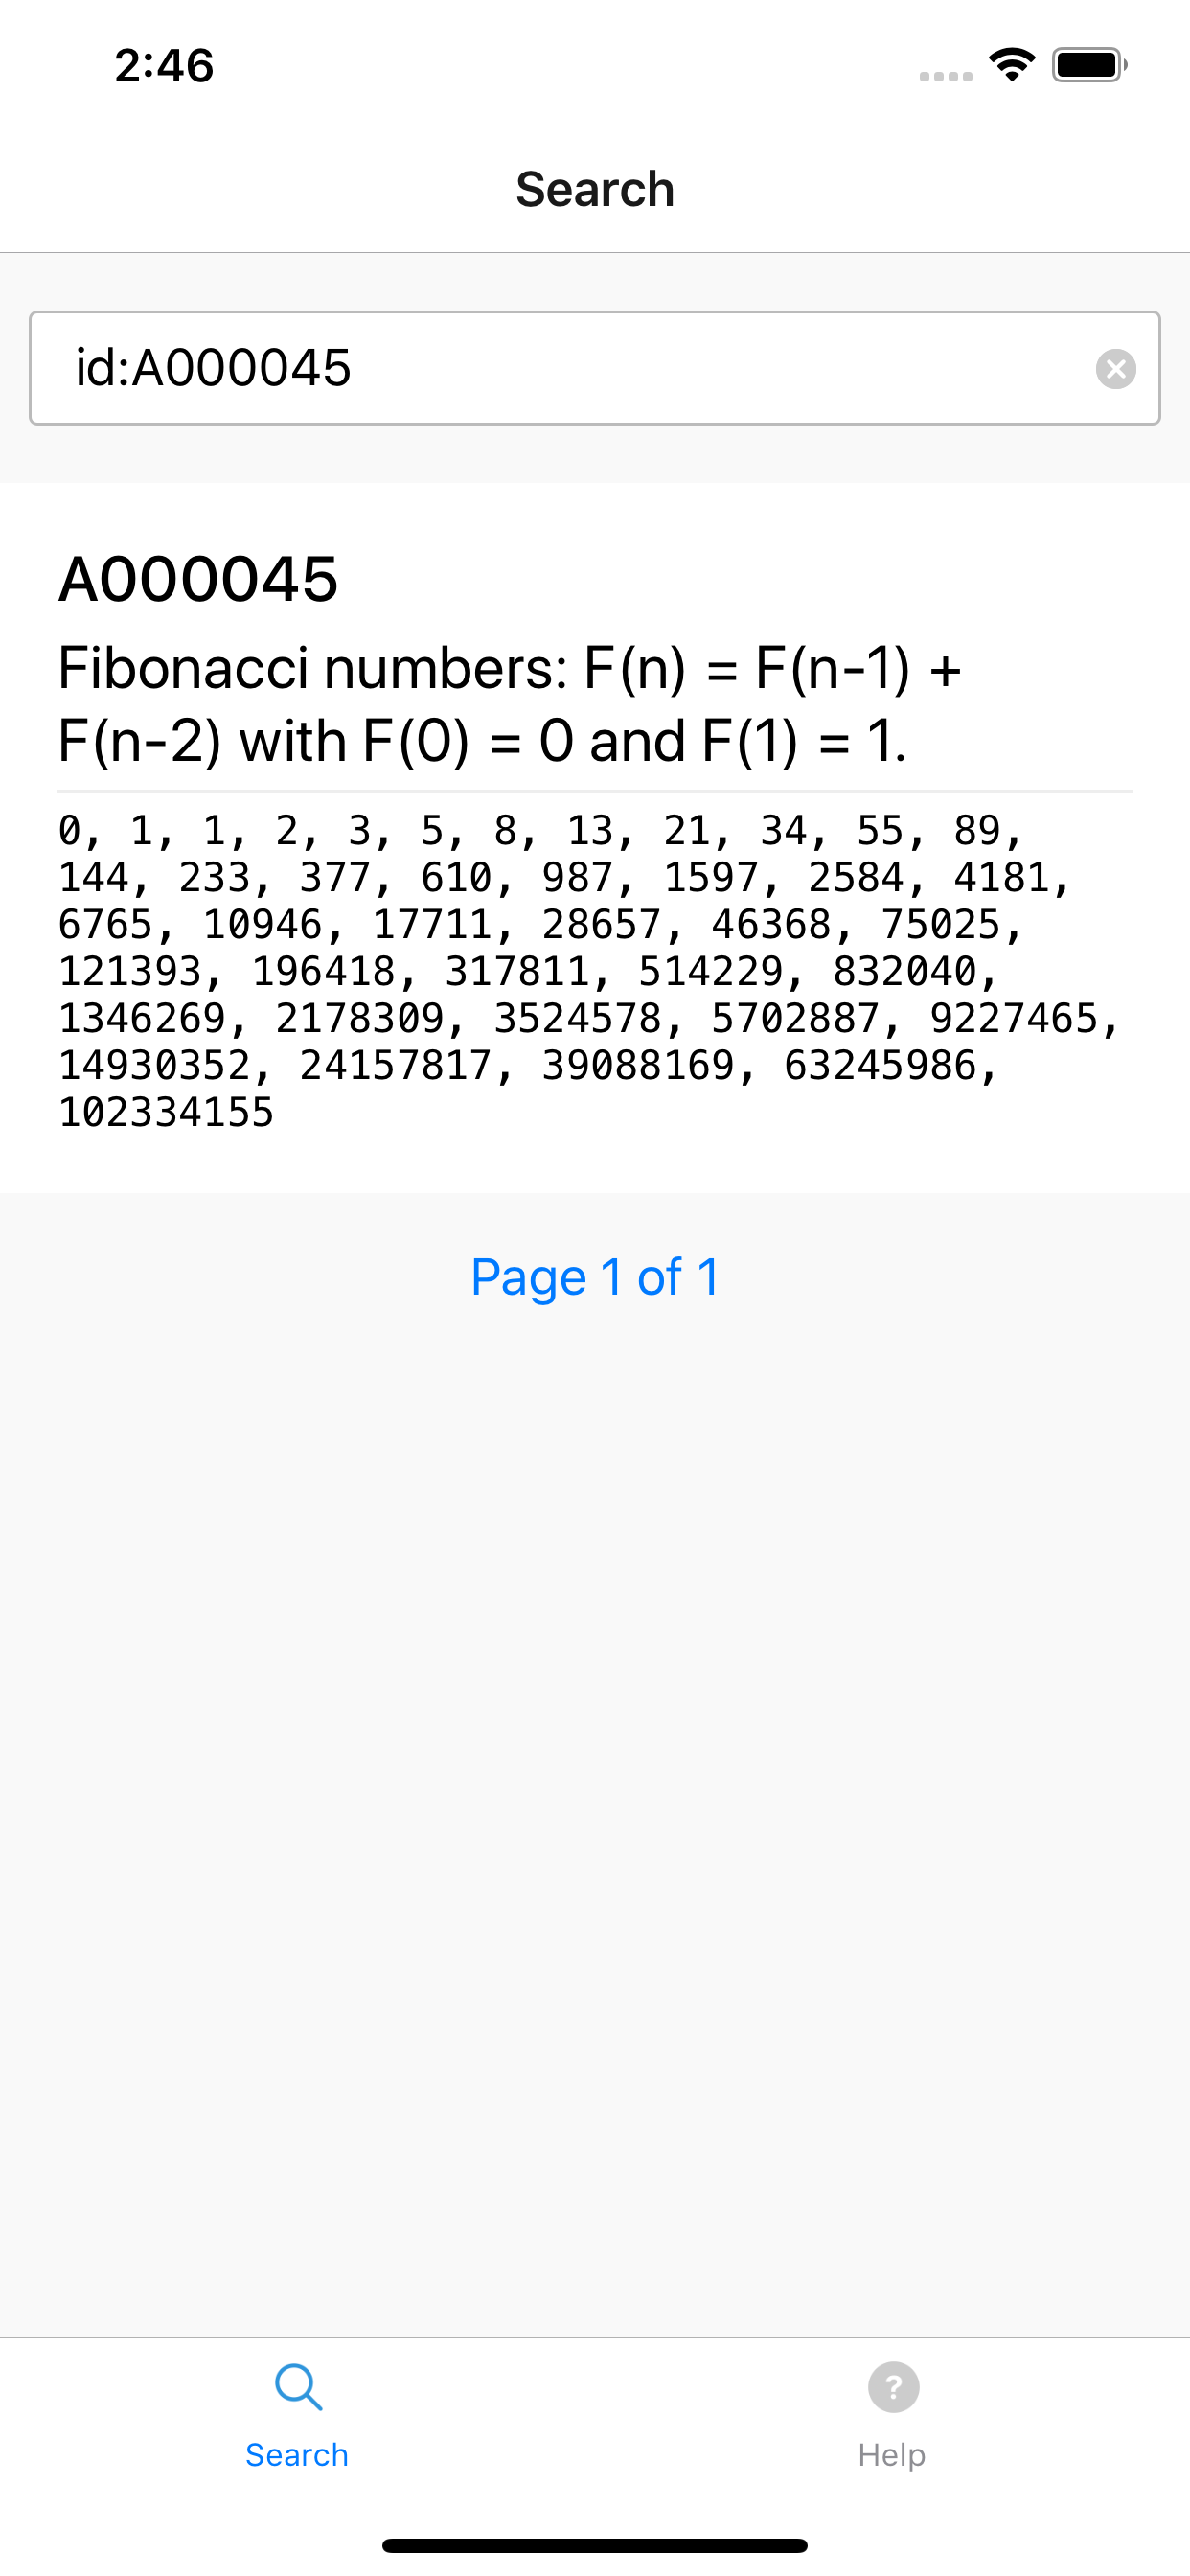 2:46
Search
id:A000045
A000045
Fibonacci numbers: F(n) = F(n-1) +
F(n-2) with F(0) = 0 and F(1) = 1.
0, 1, 1, 2, 3, 5, 8, 13, 21, 34, 55, 89,
144, 233, 377, 610, 987, 1597, 2584, 4181,
6765, 10946, 17711, 28657, 46368, 75025,
121393, 196418, 317811, 514229, 832040,
1346269, 2178309, 3524578, 5702887, 9227465,
14930352, 24157817, 39088169, 63245986,
102334155
Page 1 of 1
Search
? Help